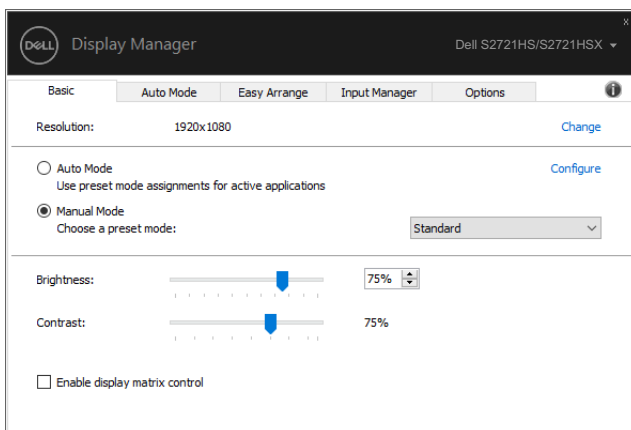 DELL Display Manager Dell S2721HS/S2721HSX
x
Basic Auto Mode Easy Arrange Input Manager Options i
Resolution: 1920x1080 Change
Auto Mode Configure
Use preset mode assignments for active applications
Manual Mode
Choose a preset mode: Standard
Brightness: 75%
Contrast: 75%
Enable display matrix control